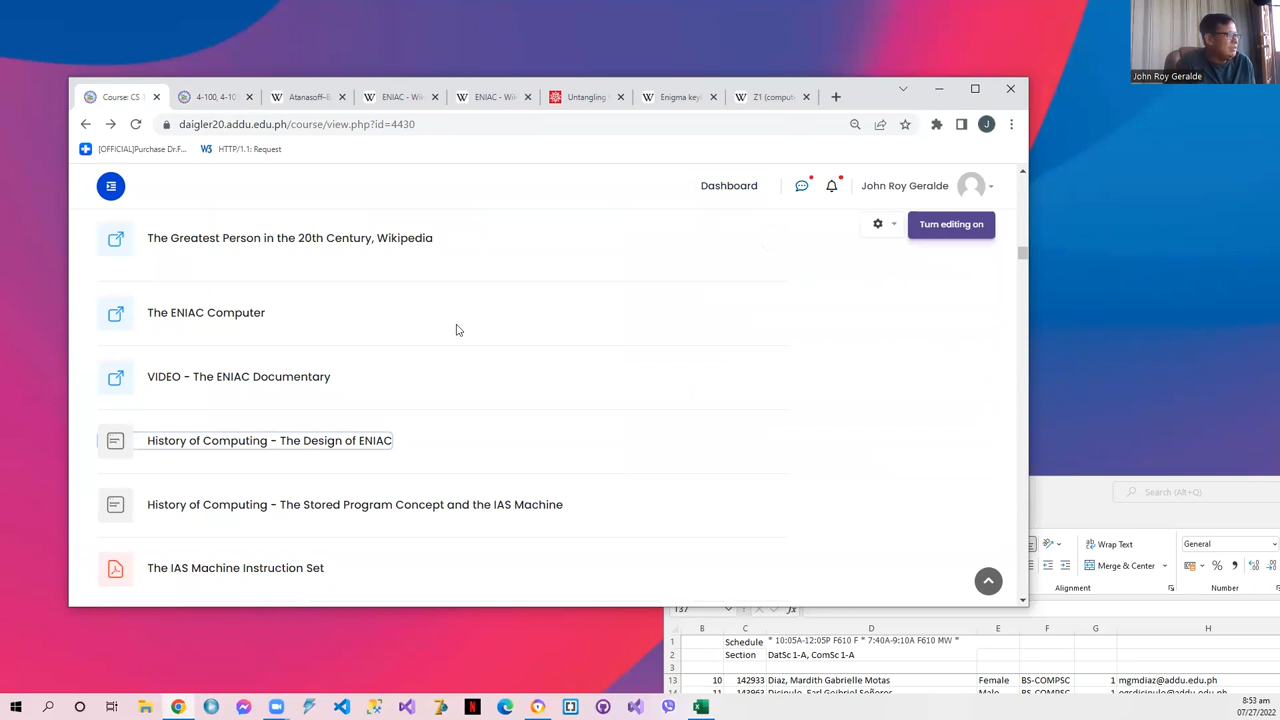 John Roy Geralde
Course: CS 1
4-100, 4-10
Atanasoff-B
ENIAC - Wi
ENIAC - Wi
Untangling
Enigma key
Z1 (comput
daigler20.addu.edu.ph/course/view.php?id=4430
[OFFICIAL]Purchase Dr.F...
HTTP/1.1: Request
Dashboard
John Roy Geralde
Turn editing on
The Greatest Person in the 20th Century, Wikipedia
The ENIAC Computer
VIDEO - The ENIAC Documentary
History of Computing - The Design of ENIAC
History of Computing - The Stored Program Concept and the IAS Machine
The IAS Machine Instruction Set
Search (Alt+Q)
Wrap Text
General
Merge & Center
Alignment
Number
B C D E F G H
1 Schedule * 10:05A-12:05P F610 F * 7:40A-9:10A F610 MW *
2 Section DatSc 1-A, ComSc 1-A
3
13 10 142933 Diaz, Mardith Gabrielle Motas Female BS-COMPSC 1 mgmdiaz@addu.edu.ph
8:53 am
07/27/2022